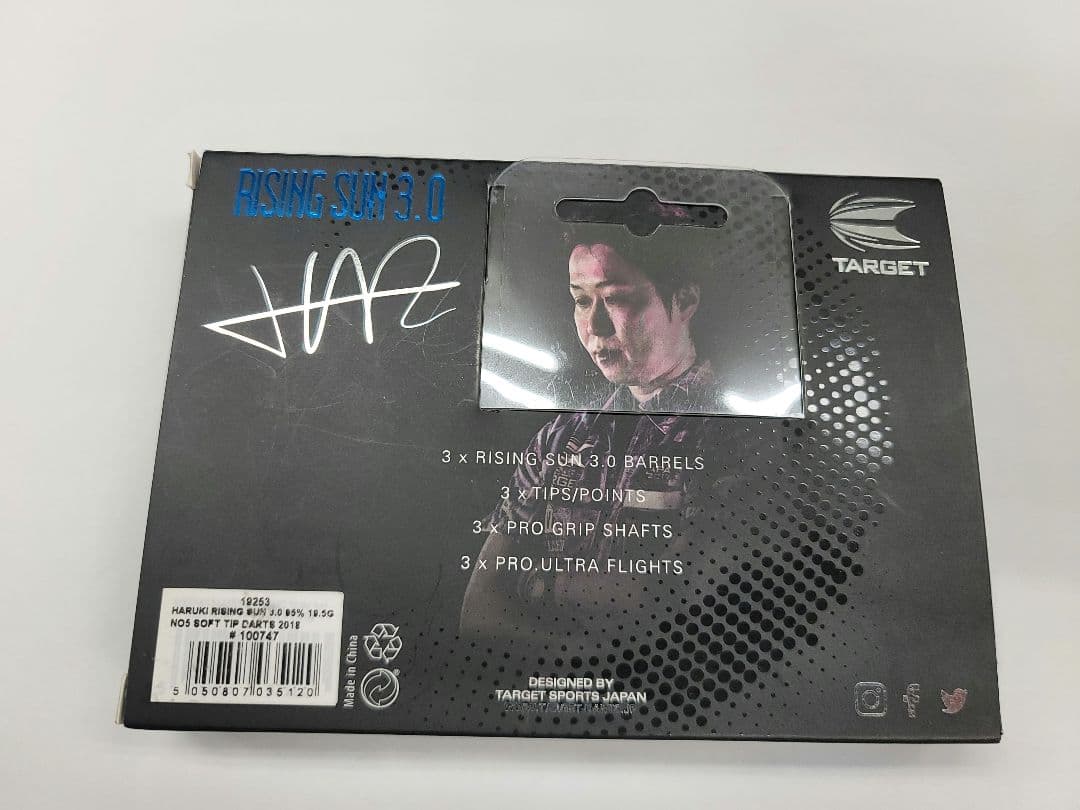 RISING SUN 3.0
TARGET
3 x RISING SUN 3.0 BARRELS
3 x TIPS/POINTS
3 x PRO GRIP SHAFTS
3 x PRO.ULTRA FLIGHTS
19253
HARUKI RISING SUN 3.0 95% 19.5G
NO5 SOFT TIP DARTS 2018
# 100747
5 050807 035120
Made in China
DESIGNED BY
TARGET SPORTS JAPAN